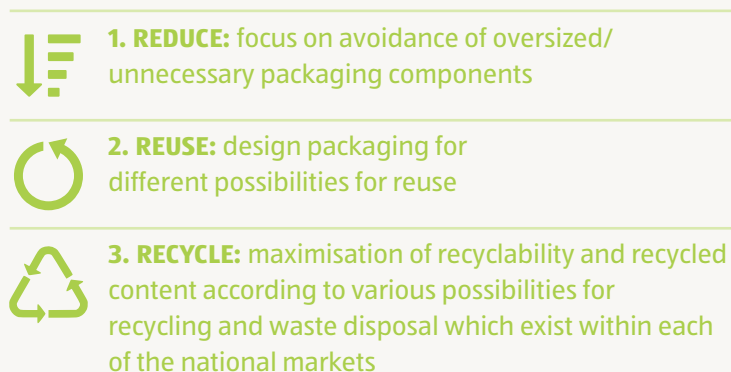 1. REDUCE: focus on avoidance of oversized/
unnecessary packaging components
2. REUSE: design packaging for
different possibilities for reuse
3. RECYCLE: maximisation of recyclability and recycled
content according to various possibilities for
recycling and waste disposal which exist within each
of the national markets